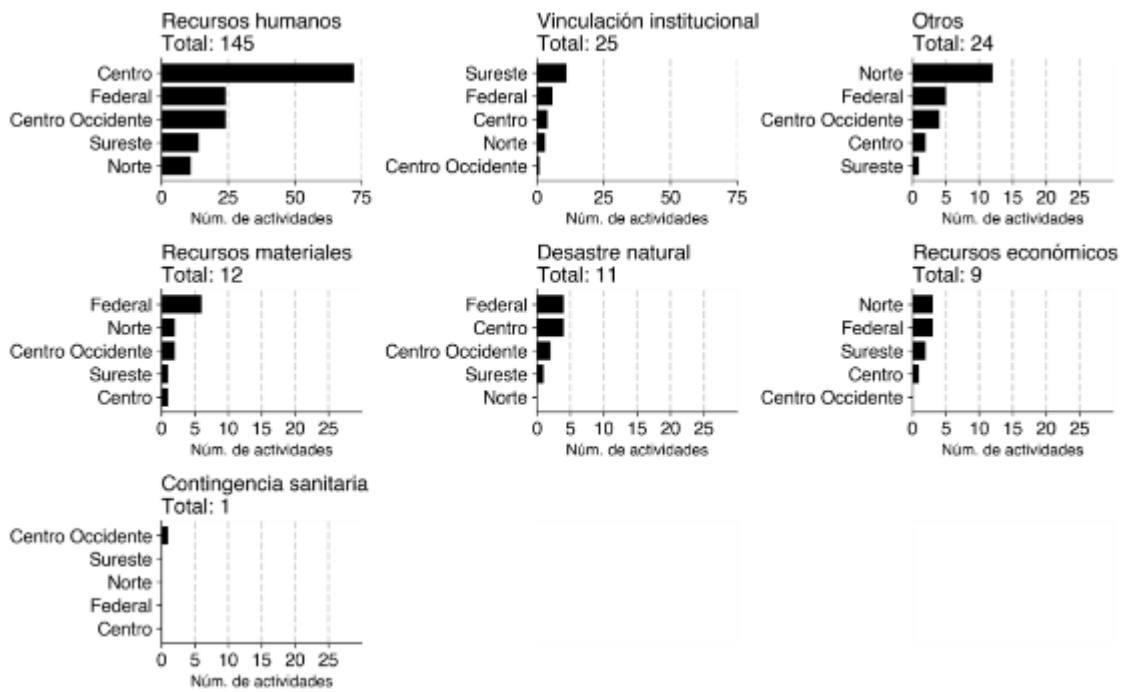 Recursos humanos
Total: 145
Centro
Federal
Centro Occidente
Sureste
Norte
0 25 50 75
Núm. de actividades
Vinculación institucional
Total: 25
Sureste
Federal
Centro
Norte
Centro Occidente
0 25 50 75
Núm. de actividades
Otros
Total: 24
Norte
Federal
Centro Occidente
Centro
Sureste
0 5 10 15 20 25
Núm. de actividades
Recursos materiales
Total: 12
Federal
Norte
Centro Occidente
Sureste
Centro
0 5 10 15 20 25
Núm. de actividades
Desastre natural
Total: 11
Federal
Centro
Centro Occidente
Sureste
Norte
0 5 10 15 20 25
Núm. de actividades
Recursos económicos
Total: 9
Norte
Federal
Sureste
Centro
Centro Occidente
0 5 10 15 20 25
Núm. de actividades
Contingencia sanitaria
Total: 1
Centro Occidente
Sureste
Norte
Federal
Centro
0 5 10 15 20 25
Núm. de actividades